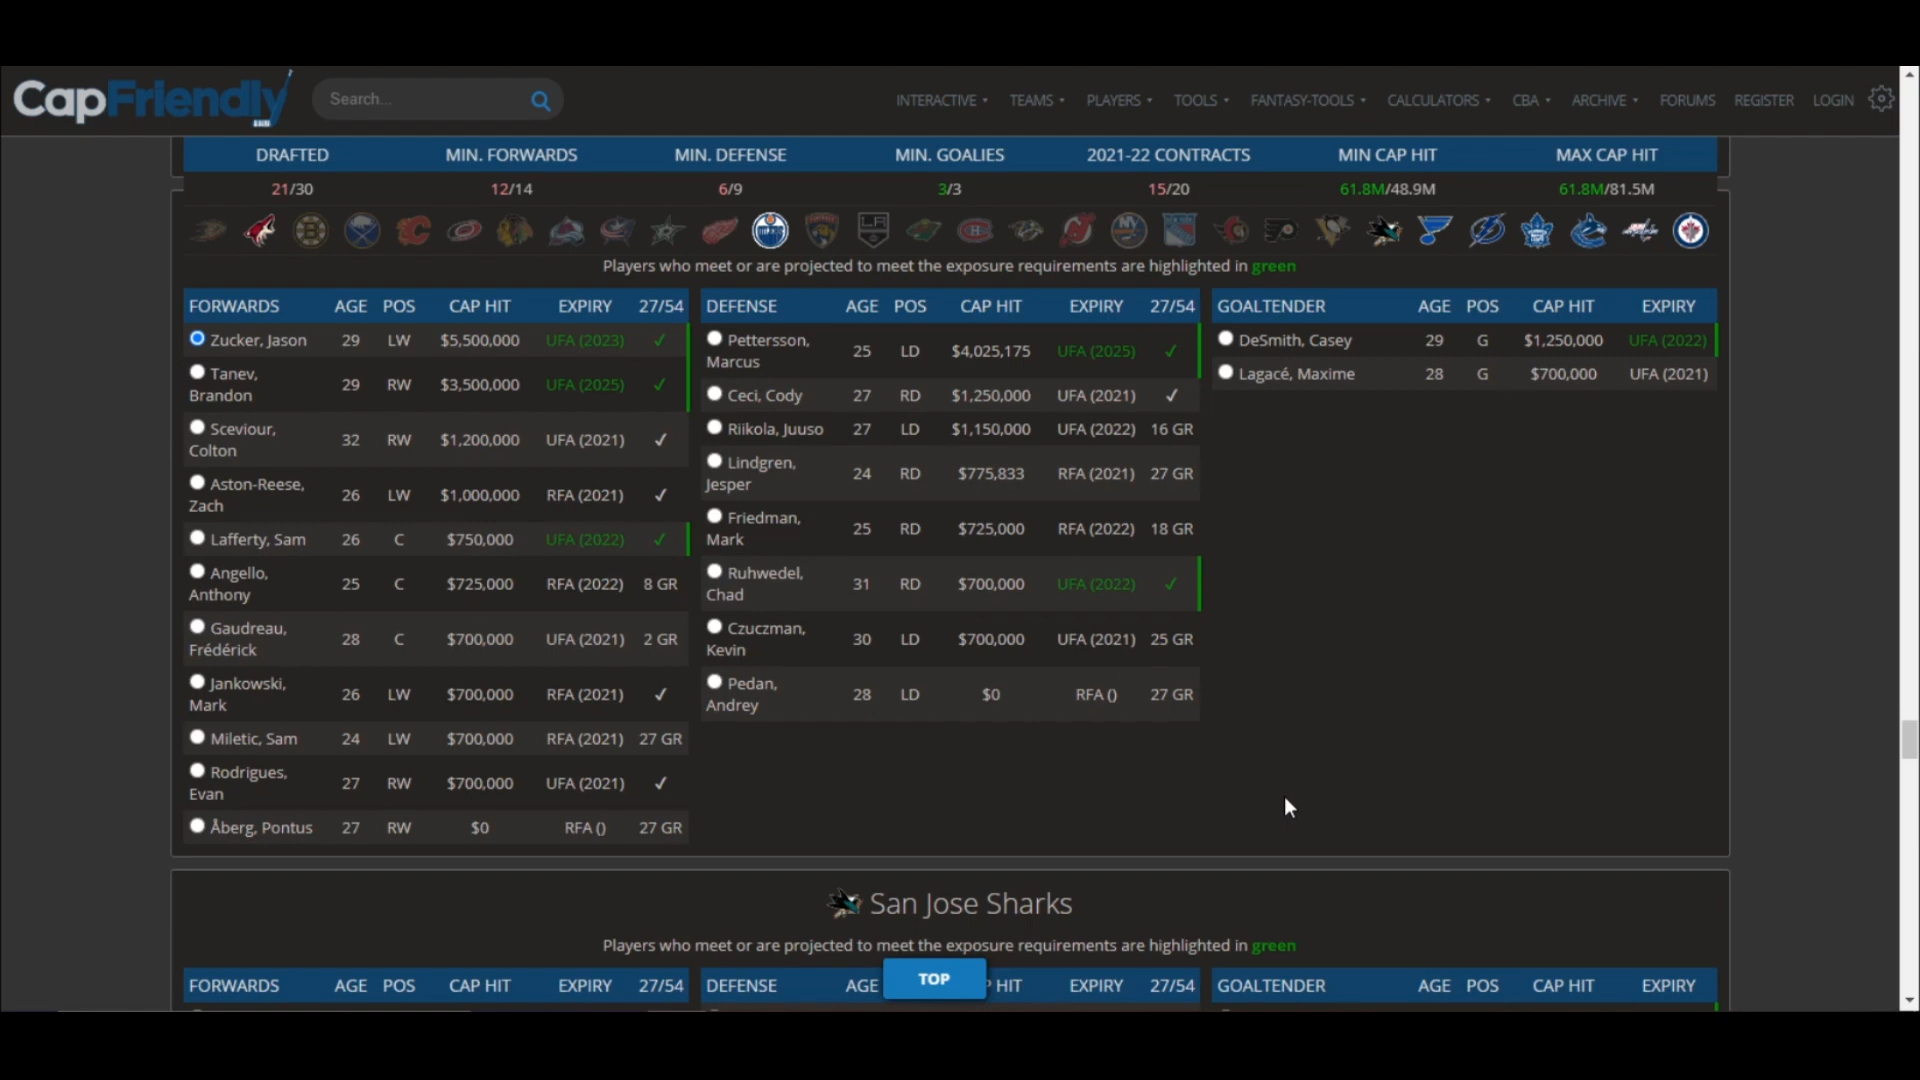 CapFriendly
Search...
INTERACTIVE TEAMS PLAYERS TOOLS FANTASY-TOOLS CALCULATORS CBA ARCHIVE FORUMS REGISTER LOGIN
DRAFTED MIN. FORWARDS MIN. DEFENSE MIN. GOALIES 2021-22 CONTRACTS MIN CAP HIT MAX CAP HIT
21/30 12/14 6/9 3/3 15/20 61.8M/48.9M 61.8M/81.5M
Players who meet or are projected to meet the exposure requirements are highlighted in green
FORWARDS AGE POS CAP HIT EXPIRY 27/54
Zucker, Jason 29 LW $5,500,000 UFA (2023) ✓
Tanev, Brandon 29 RW $3,500,000 UFA (2025) ✓
Sceviour, Colton 32 RW $1,200,000 UFA (2021) ✓
Aston-Reese, Zach 26 LW $1,000,000 RFA (2021) ✓
Lafferty, Sam 26 C $750,000 UFA (2022) ✓
Angello, Anthony 25 C $725,000 RFA (2022) 8 GR
Gaudreau, Frédérick 28 C $700,000 UFA (2021) 2 GR
Jankowski, Mark 26 LW $700,000 RFA (2021) ✓
Miletic, Sam 24 LW $700,000 RFA (2021) 27 GR
Rodrigues, Evan 27 RW $700,000 UFA (2021) ✓
Åberg, Pontus 27 RW $0 RFA () 27 GR
DEFENSE AGE POS CAP HIT EXPIRY 27/54
Pettersson, Marcus 25 LD $4,025,175 UFA (2025) ✓
Ceci, Cody 27 RD $1,250,000 UFA (2021) ✓
Riikola, Juuso 27 LD $1,150,000 UFA (2022) 16 GR
Lindgren, Jesper 24 RD $775,833 RFA (2021) 27 GR
Friedman, Mark 25 RD $725,000 RFA (2022) 18 GR
Ruhwedel, Chad 31 RD $700,000 UFA (2022) ✓
Czuczman, Kevin 30 LD $700,000 UFA (2021) 25 GR
Pedan, Andrey 28 LD $0 RFA () 27 GR
GOALTENDER AGE POS CAP HIT EXPIRY
DeSmith, Casey 29 G $1,250,000 UFA (2022)
Lagacé, Maxime 28 G $700,000 UFA (2021)
San Jose Sharks
Players who meet or are projected to meet the exposure requirements are highlighted in green
FORWARDS AGE POS CAP HIT EXPIRY 27/54 DEFENSE AGE HIT EXPIRY 27/54 GOALTENDER AGE POS CAP HIT EXPIRY
TOP